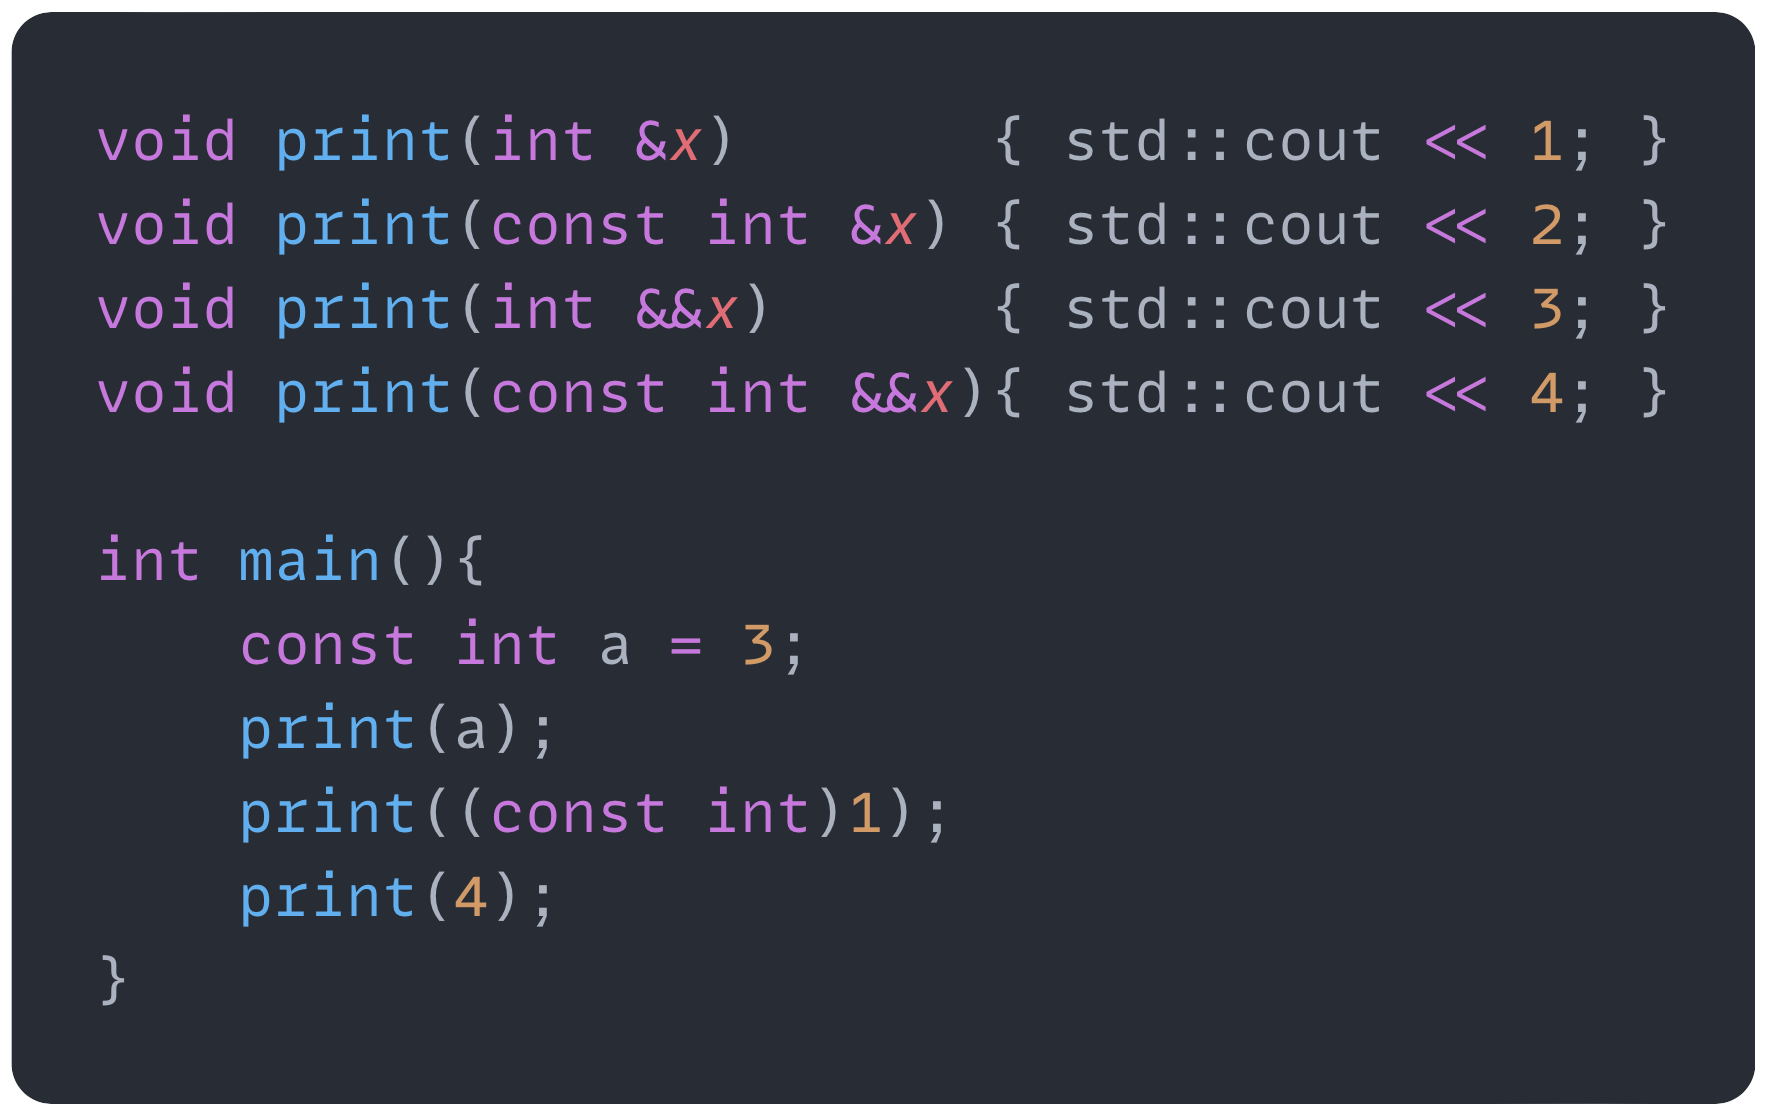 void print(int &x)       { std::cout << 1; }
void print(const int &x) { std::cout << 2; }
void print(int &&x)      { std::cout << 3; }
void print(const int &&x){ std::cout << 4; }

int main(){
    const int a = 3;
    print(a);
    print((const int)1);
    print(4);
}